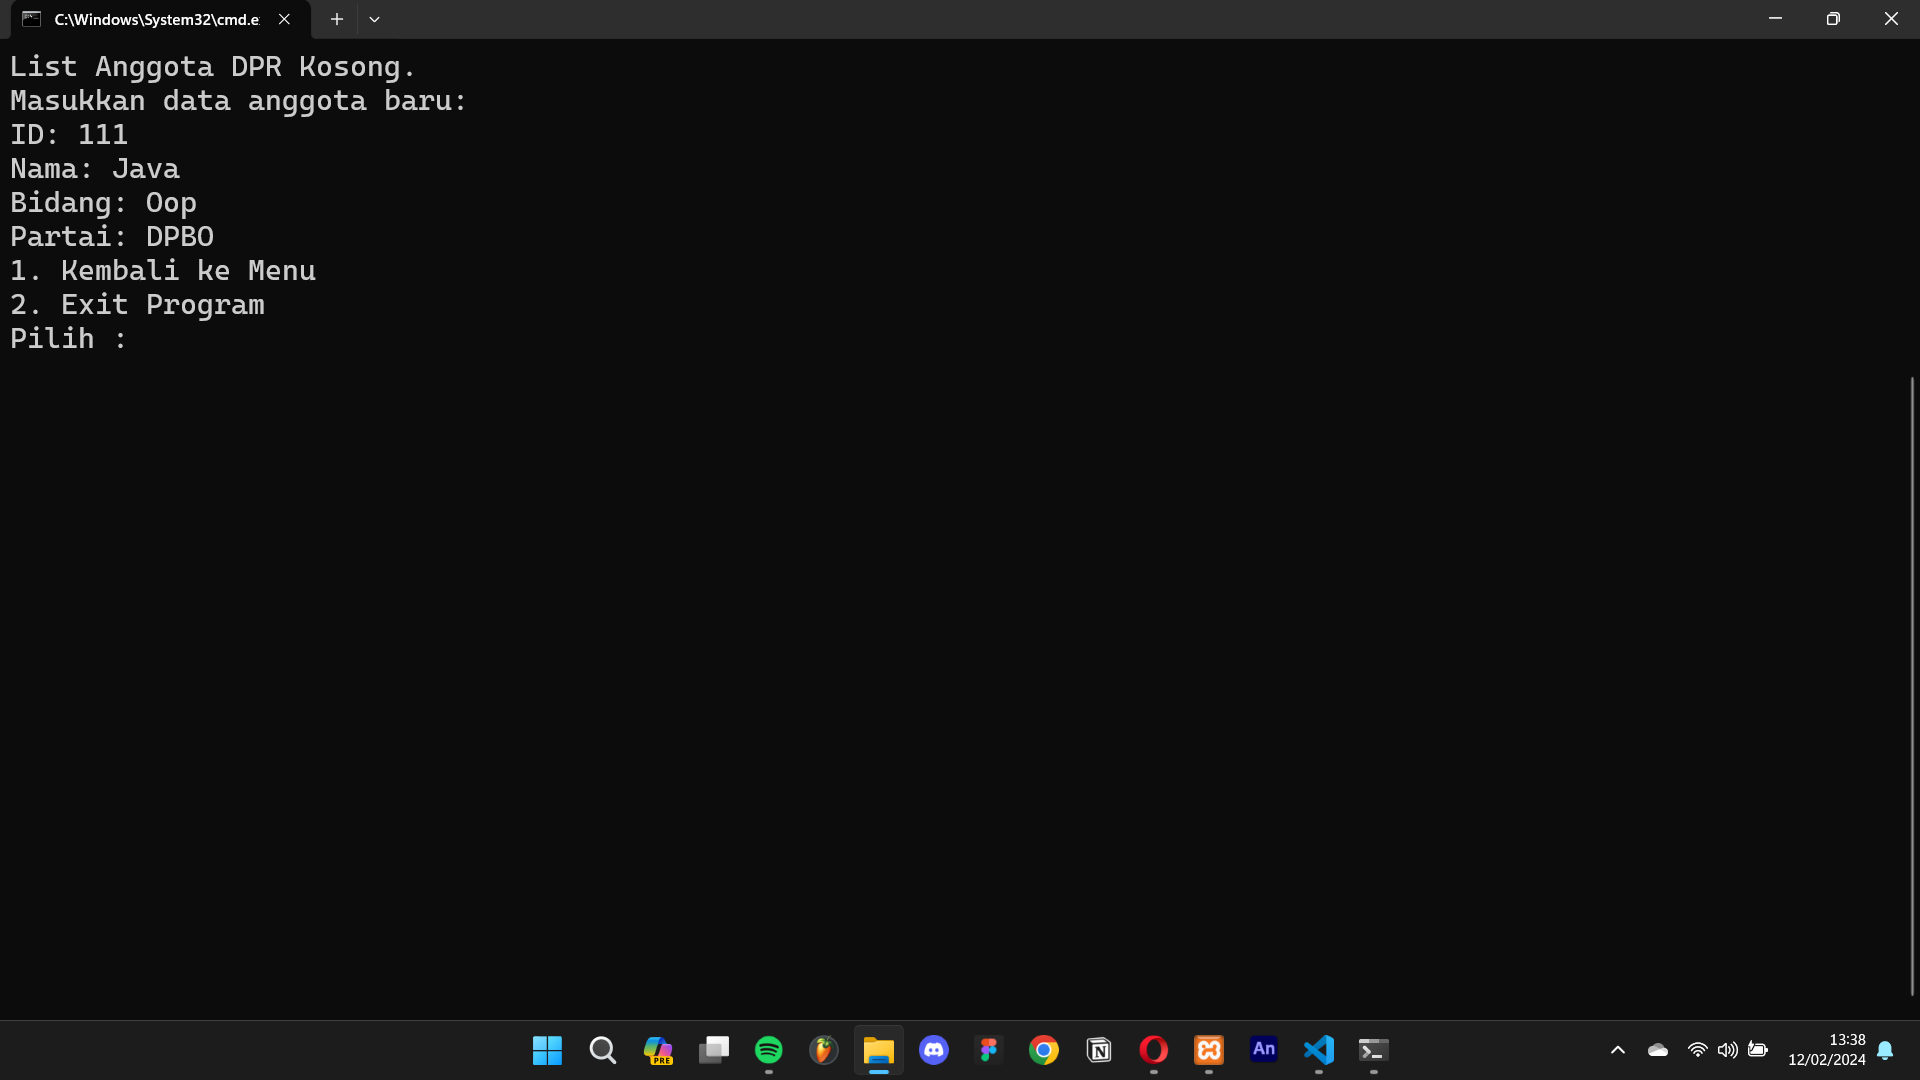 C:\Windows\System32\cmd.e
List Anggota DPR Kosong.
Masukkan data anggota baru:
ID: 111
Nama: Java
Bidang: Oop
Partai: DPBO
1. Kembali ke Menu
2. Exit Program
Pilih :
PRE
An
13:38
12/02/2024